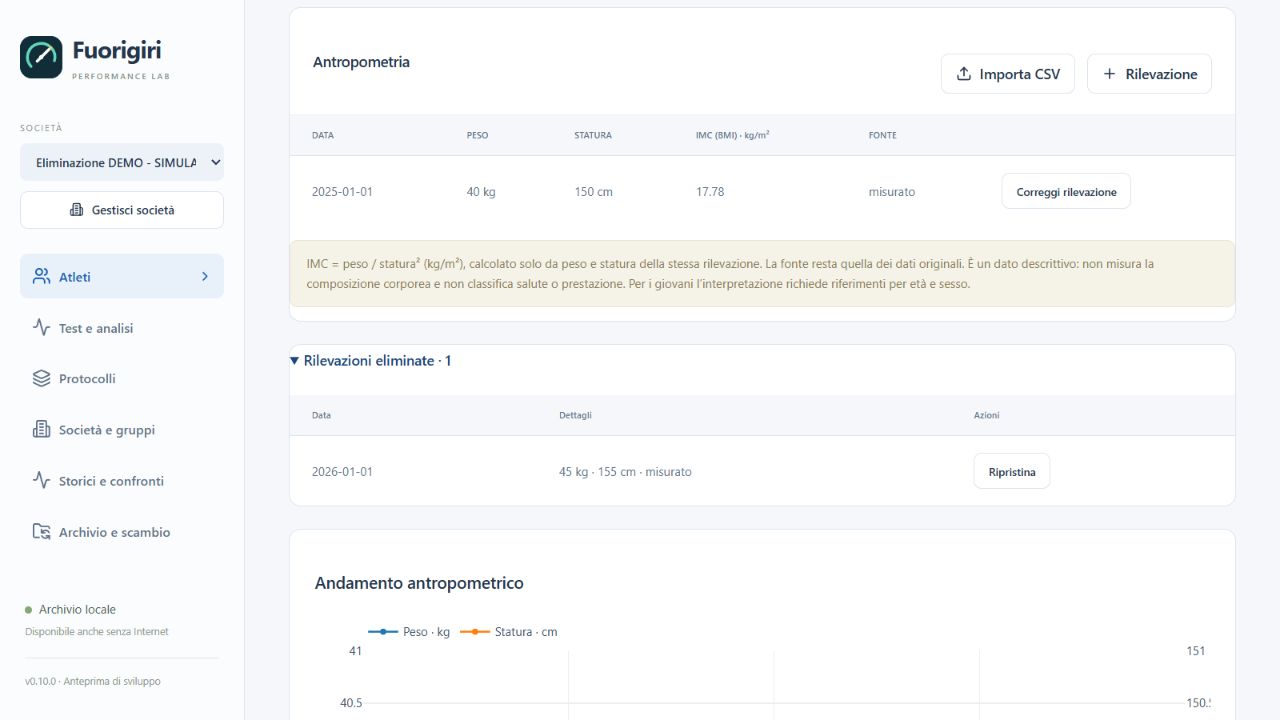 Fuorigiri
PERFORMANCE LAB
SOCIETÀ
Eliminazione DEMO - SIMULA
Gestisci società
Atleti
Test e analisi
Protocolli
Società e gruppi
Storici e confronti
Archivio e scambio
Archivio locale
Disponibile anche senza Internet
v0.10.0 · Anteprima di sviluppo
Antropometria
Importa CSV
Rilevazione
DATA PESO STATURA IMC (BMI) · kg/m² FONTE
2025-01-01 40 kg 150 cm 17.78 misurato Correggi rilevazione
IMC = peso / statura² (kg/m²), calcolato solo da peso e statura della stessa rilevazione. La fonte resta quella dei dati originali. È un dato descrittivo: non misura la
composizione corporea e non classifica salute o prestazione. Per i giovani l'interpretazione richiede riferimenti per età e sesso.
Rilevazioni eliminate · 1
Data Dettagli Azioni
2026-01-01 45 kg · 155 cm · misurato Ripristina
Andamento antropometrico
Peso · kg Statura · cm
41 151
40.5 150.